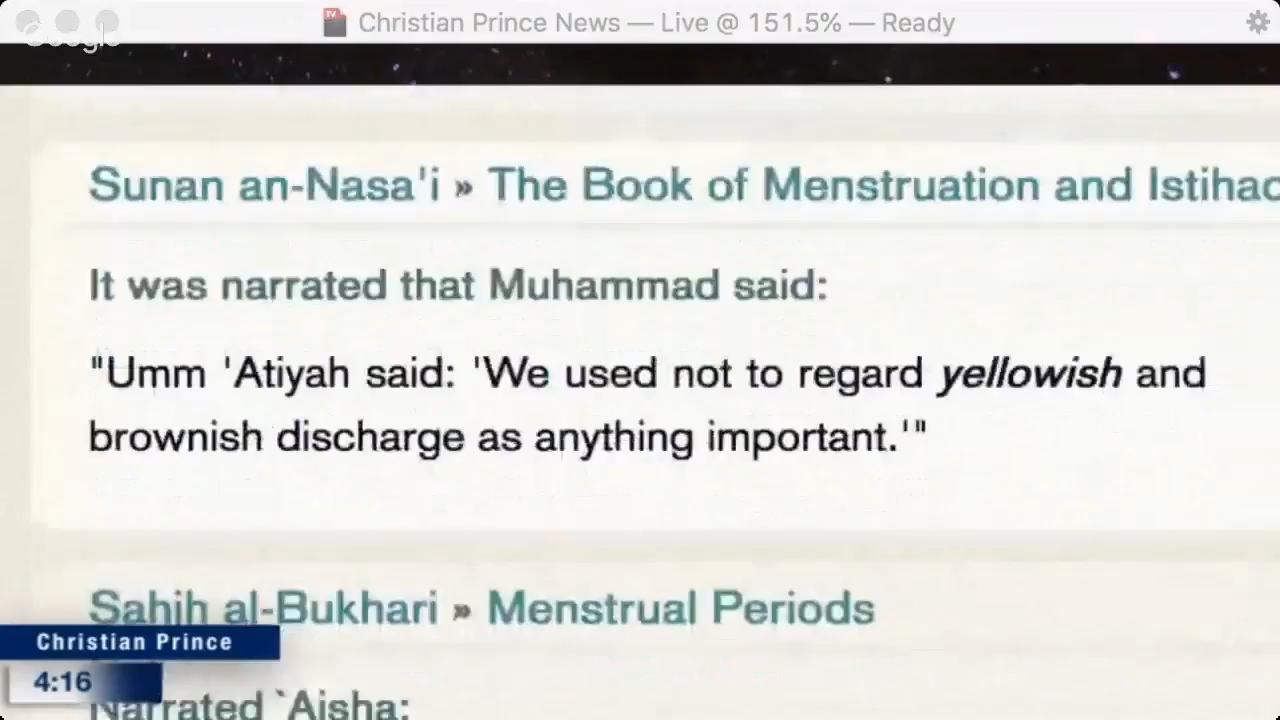 Christian Prince News — Live @ 151.5% — Ready
Google
Sunan an-Nasa'i » The Book of Menstruation and Istihac
It was narrated that Muhammad said:
"Umm 'Atiyah said: 'We used not to regard yellowish and
brownish discharge as anything important.'"
Sahih al-Bukhari » Menstrual Periods
Christian Prince
4:16
Narrated `Aisha: